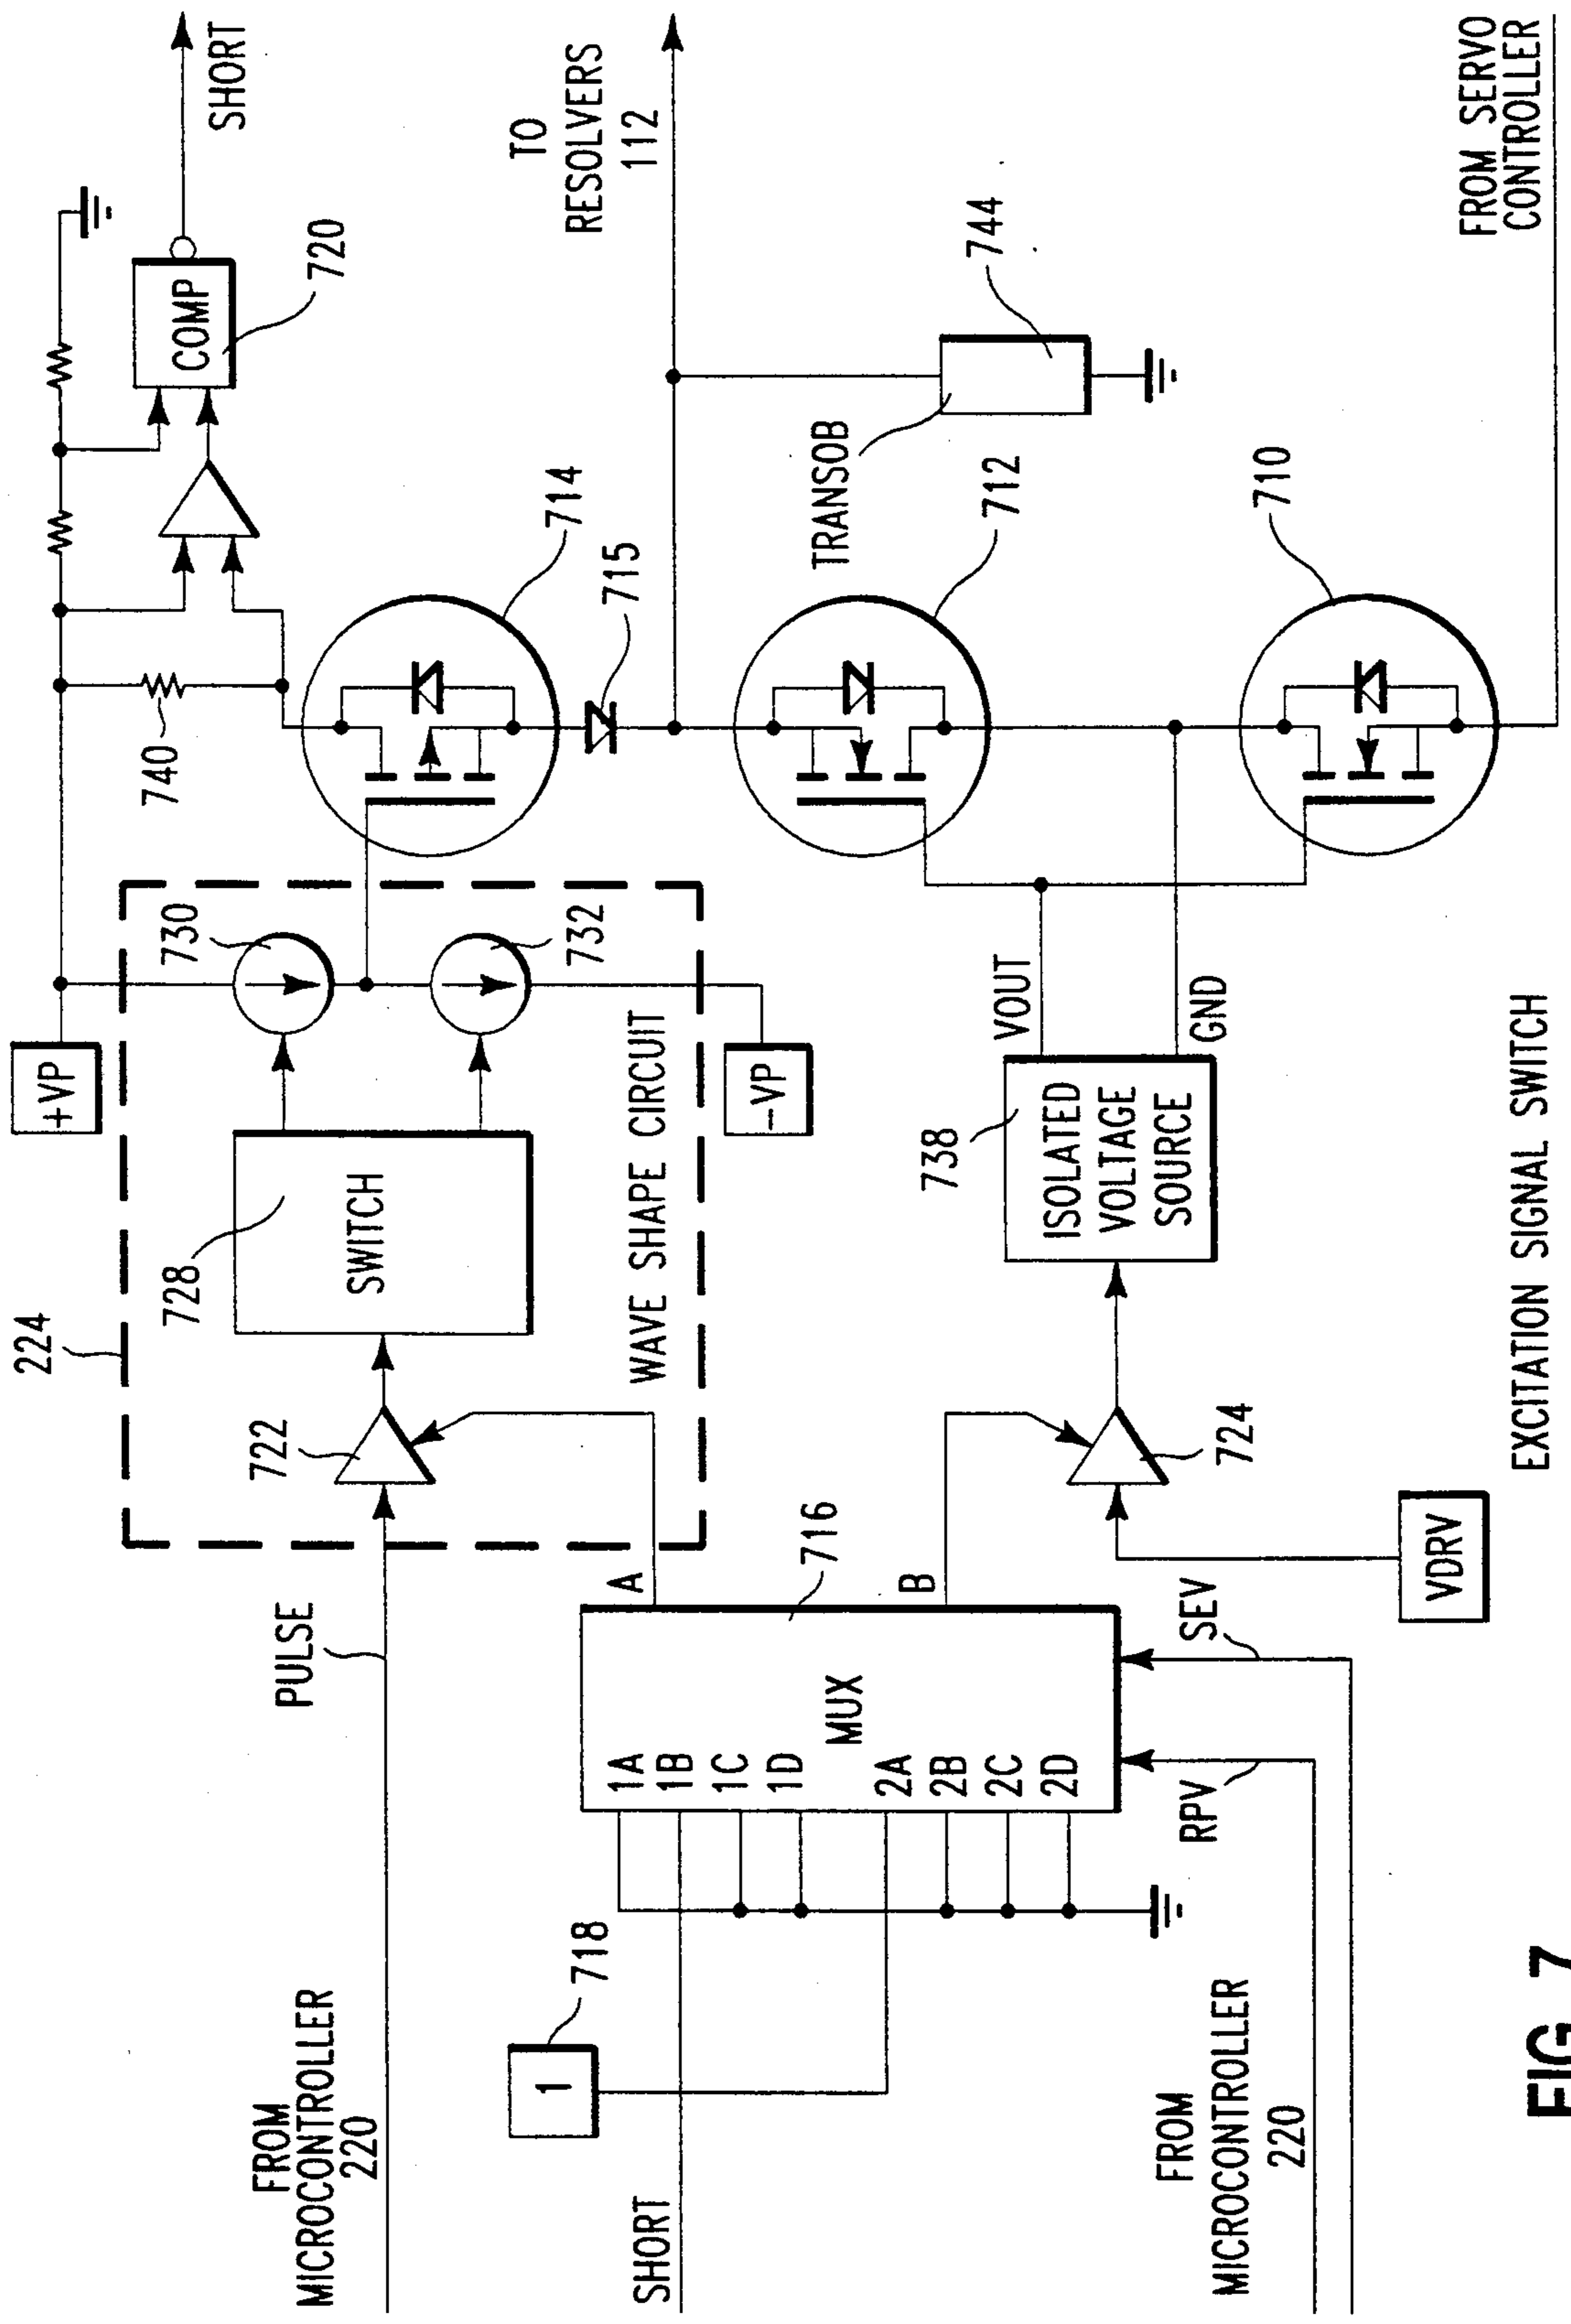 SHORT
TO
RESOLVERS
112
FROM SERVO
CONTROLLER
COMP
720
744
TRANSOB
714
715
712
710
740
730
732
+VP
-VP
VOUT
GND
224
728
SWITCH
WAVE SHAPE CIRCUIT
738
ISOLATED
VOLTAGE
SOURCE
722
724
716
A
B
PULSE
MUX
1A
1B
1C
1D
2A
2B
2C
2D
SEV
RPV
VDRV
718
1
FROM
MICROCONTROLLER
220
SHORT
FROM
MICROCONTROLLER
220
EXCITATION SIGNAL SWITCH
FIG. 7